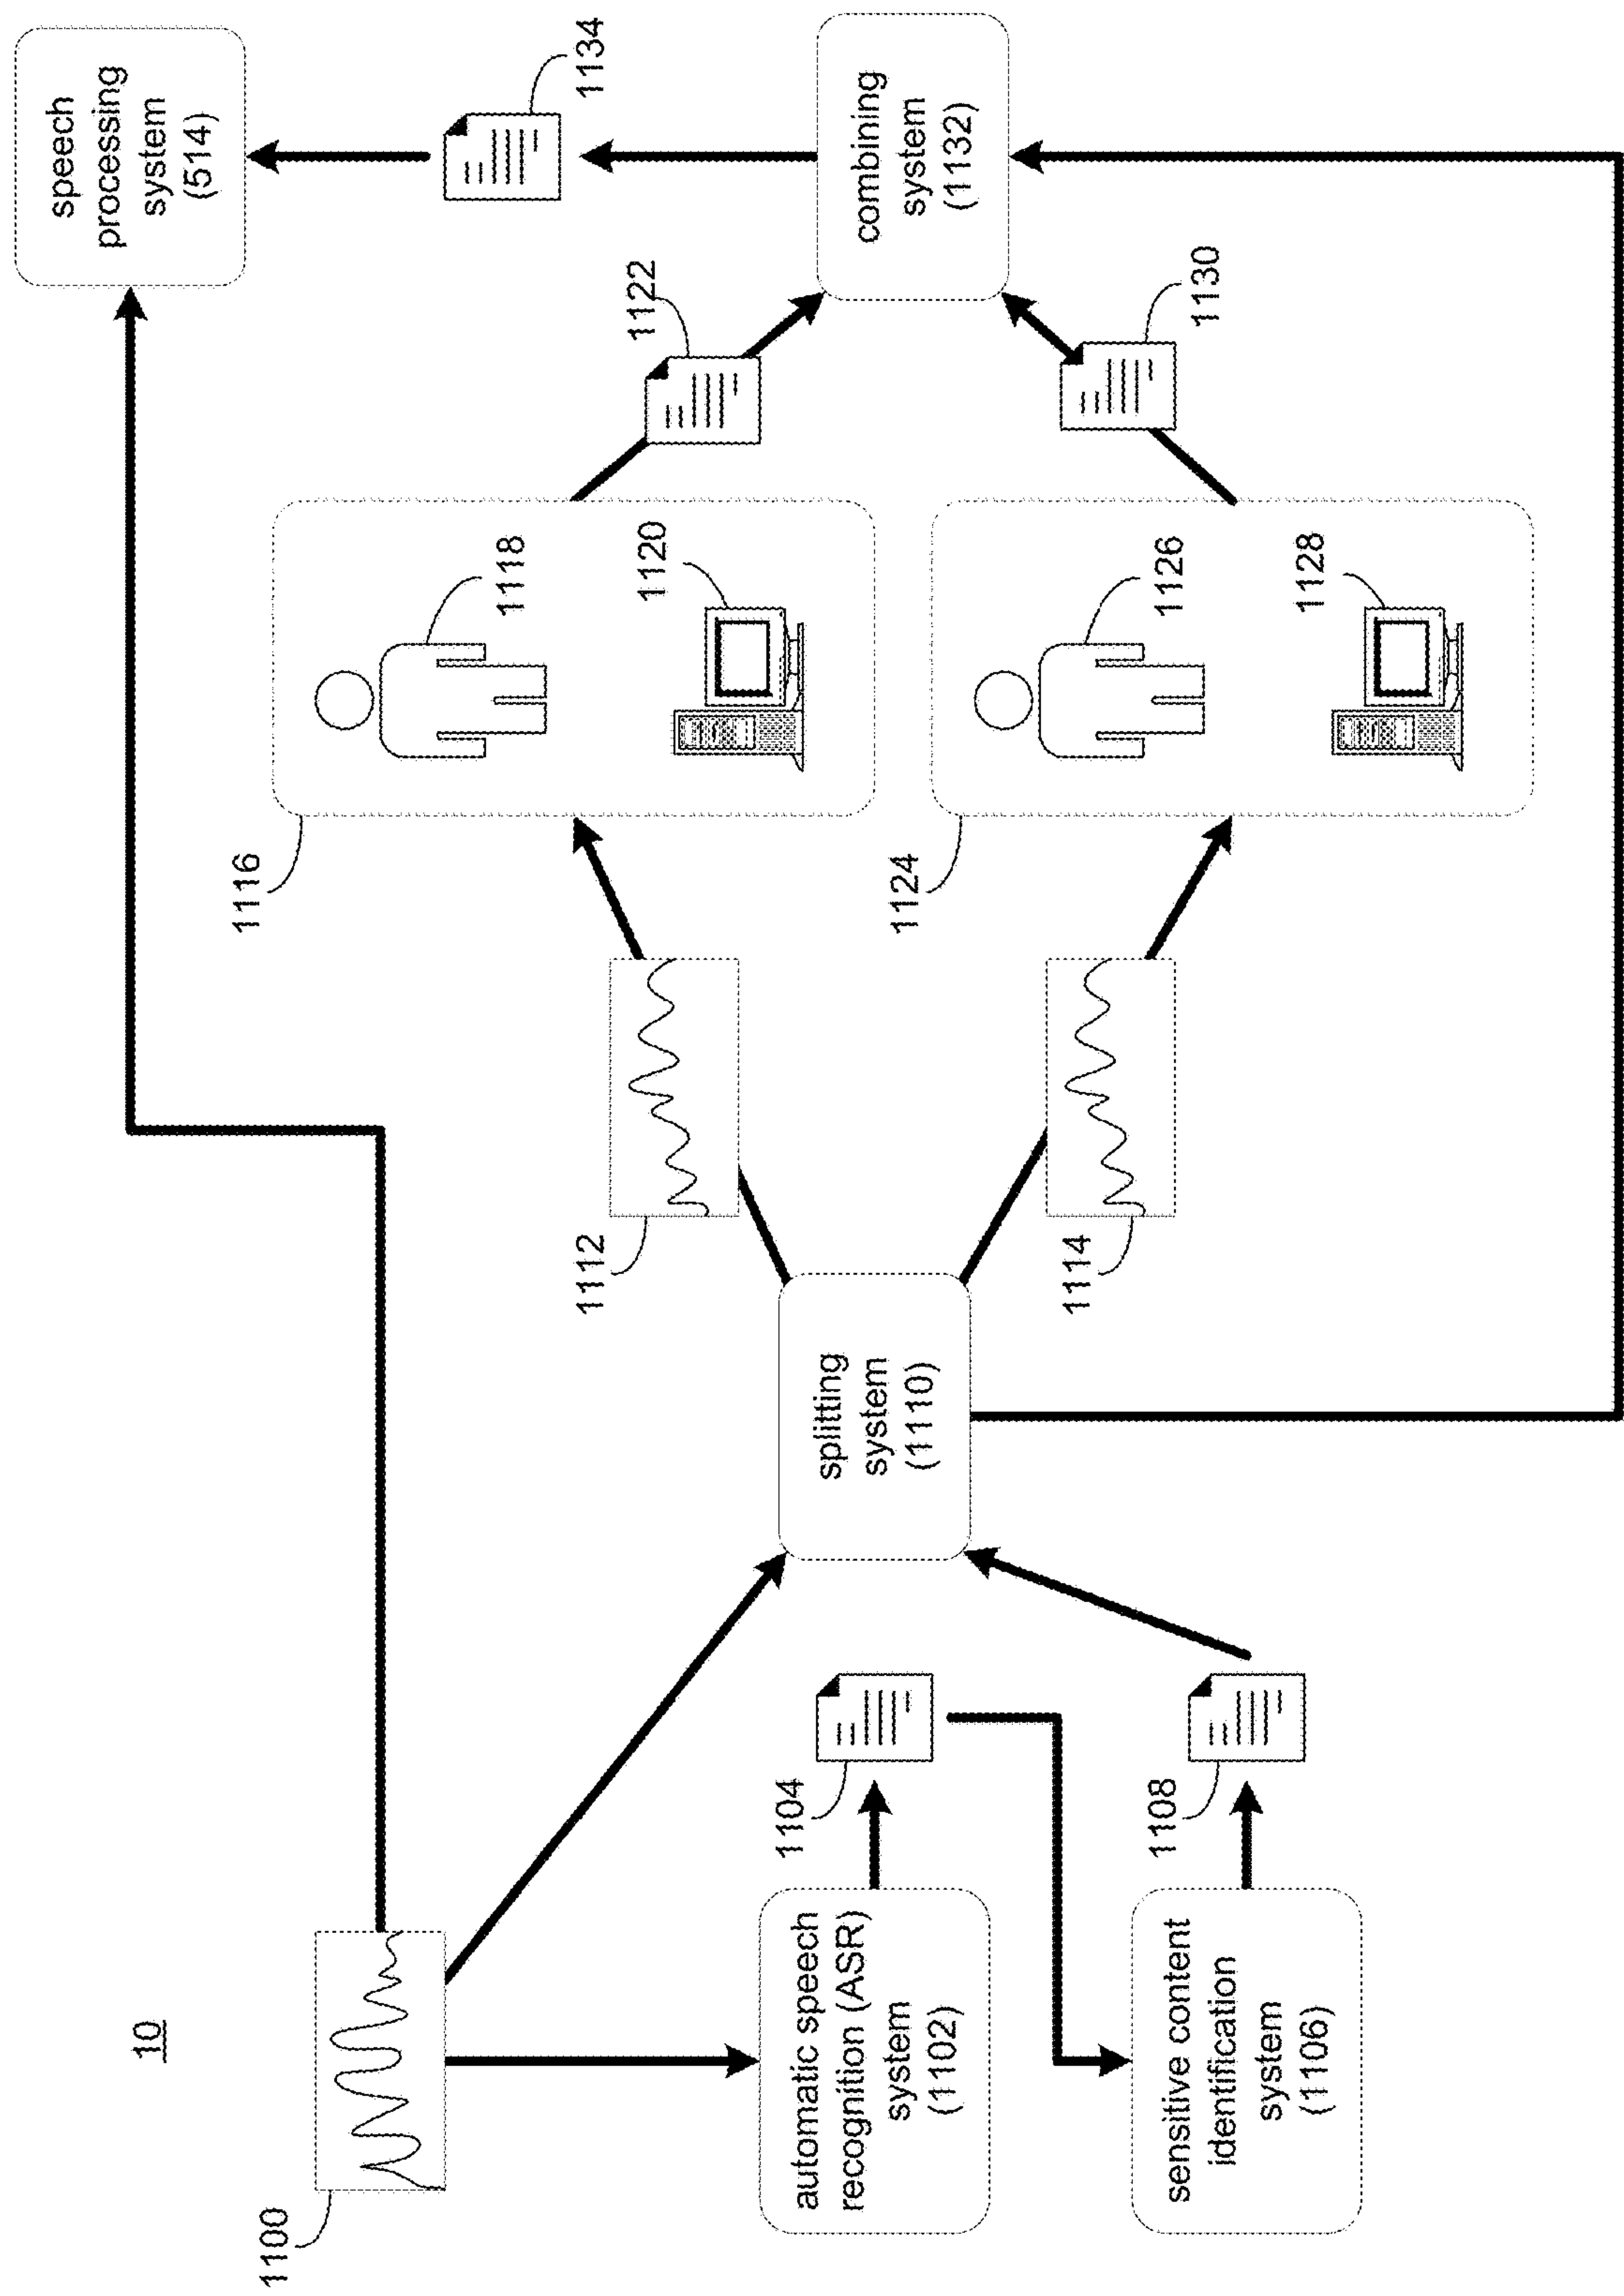 10
1100
automatic speech
recognition (ASR)
system
(1102)
1104
sensitive content
identification
system
(1106)
1108
splitting
system
(1110)
1112
1114
1116
1118
1120
1122
1124
1126
1128
1130
combining
system
(1132)
1134
speech
processing
system
(514)